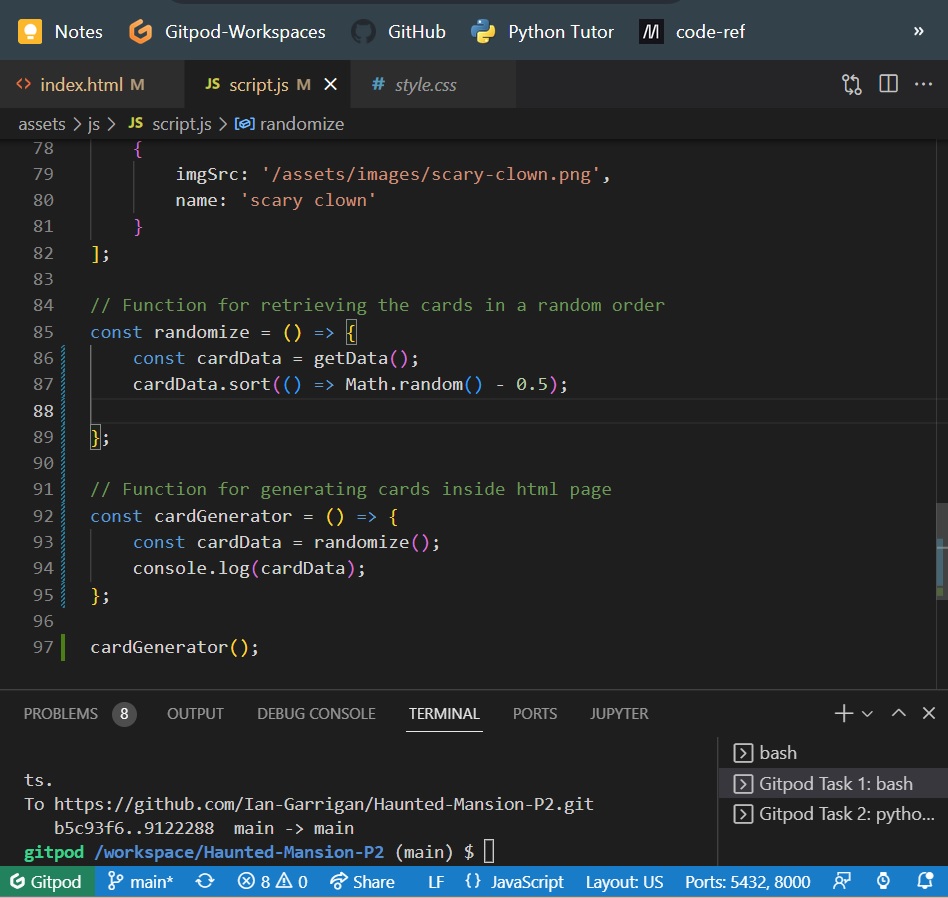 Notes Gitpod-Workspaces GitHub Python Tutor M code-ref »
<> index.html M JS script.js M × # style.css ...
assets > js > JS script.js > randomize
78 {
79 imgSrc: '/assets/images/scary-clown.png',
80 name: 'scary clown'
81 }
82 ];
83
84 // Function for retrieving the cards in a random order
85 const randomize = () => {
86 const cardData = getData();
87 cardData.sort(() => Math.random() - 0.5);
88
89 };
90
91 // Function for generating cards inside html page
92 const cardGenerator = () => {
93 const cardData = randomize();
94 console.log(cardData);
95 };
96
97 cardGenerator();
PROBLEMS 8 OUTPUT DEBUG CONSOLE TERMINAL PORTS JUPYTER
bash
ts.
Gitpod Task 1: bash
To https://github.com/Ian-Garrigan/Haunted-Mansion-P2.git
Gitpod Task 2: pytho...
b5c93f6..9122288 main -> main
gitpod /workspace/Haunted-Mansion-P2 (main) $
Gitpod main* 8 0 Share LF {} JavaScript Layout: US Ports: 5432, 8000